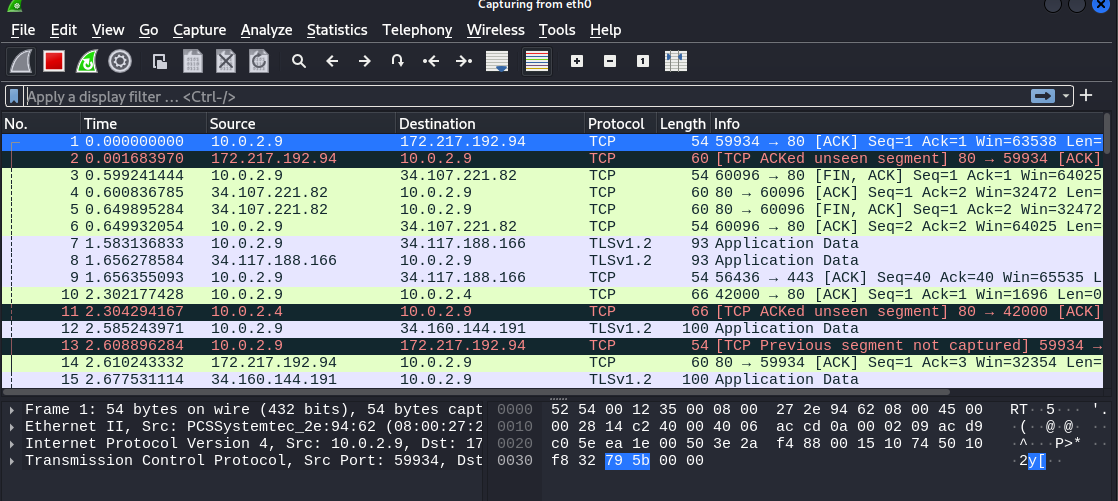 Capturing from eth0
File Edit View Go Capture Analyze Statistics Telephony Wireless Tools Help
Apply a display filter … <Ctrl-/>
No. Time Source Destination Protocol Length Info
1 0.000000000 10.0.2.9 172.217.192.94 TCP 54 59934 → 80 [ACK] Seq=1 Ack=1 Win=63538 Len=
2 0.001683970 172.217.192.94 10.0.2.9 TCP 60 [TCP ACKed unseen segment] 80 → 59934 [ACK]
3 0.599241444 10.0.2.9 34.107.221.82 TCP 54 60096 → 80 [FIN, ACK] Seq=1 Ack=1 Win=64025
4 0.600836785 34.107.221.82 10.0.2.9 TCP 60 80 → 60096 [ACK] Seq=1 Ack=2 Win=32472 Len=
5 0.649895284 34.107.221.82 10.0.2.9 TCP 60 80 → 60096 [FIN, ACK] Seq=1 Ack=2 Win=32472
6 0.649932054 10.0.2.9 34.107.221.82 TCP 54 60096 → 80 [ACK] Seq=2 Ack=2 Win=64025 Len=
7 1.583136833 10.0.2.9 34.117.188.166 TLSv1.2 93 Application Data
8 1.656278584 34.117.188.166 10.0.2.9 TLSv1.2 93 Application Data
9 1.656355093 10.0.2.9 34.117.188.166 TCP 54 56436 → 443 [ACK] Seq=40 Ack=40 Win=65535 L
10 2.302177428 10.0.2.9 10.0.2.4 TCP 66 42000 → 80 [ACK] Seq=1 Ack=1 Win=1696 Len=0
11 2.304294167 10.0.2.4 10.0.2.9 TCP 66 [TCP ACKed unseen segment] 80 → 42000 [ACK]
12 2.585243971 10.0.2.9 34.160.144.191 TLSv1.2 100 Application Data
13 2.608896284 10.0.2.9 172.217.192.94 TCP 54 [TCP Previous segment not captured] 59934 →
14 2.610243332 172.217.192.94 10.0.2.9 TCP 60 80 → 59934 [ACK] Seq=1 Ack=3 Win=32354 Len=
15 2.677531114 34.160.144.191 10.0.2.9 TLSv1.2 100 Application Data
Frame 1: 54 bytes on wire (432 bits), 54 bytes capt
Ethernet II, Src: PCSSystemtec_2e:94:62 (08:00:27:2
Internet Protocol Version 4, Src: 10.0.2.9, Dst: 17
Transmission Control Protocol, Src Port: 59934, Dst
0000 52 54 00 12 35 00 08 00 27 2e 94 62 08 00 45 00 RT··5··· '.
0010 00 28 14 c2 40 00 40 06 ac cd 0a 00 02 09 ac d9 ·(··@·@·
0020 c0 5e ea 1e 00 50 3e 2a f4 88 00 15 10 74 50 10 ·^···P>*
0030 f8 32 79 5b 00 00 ·2y[··